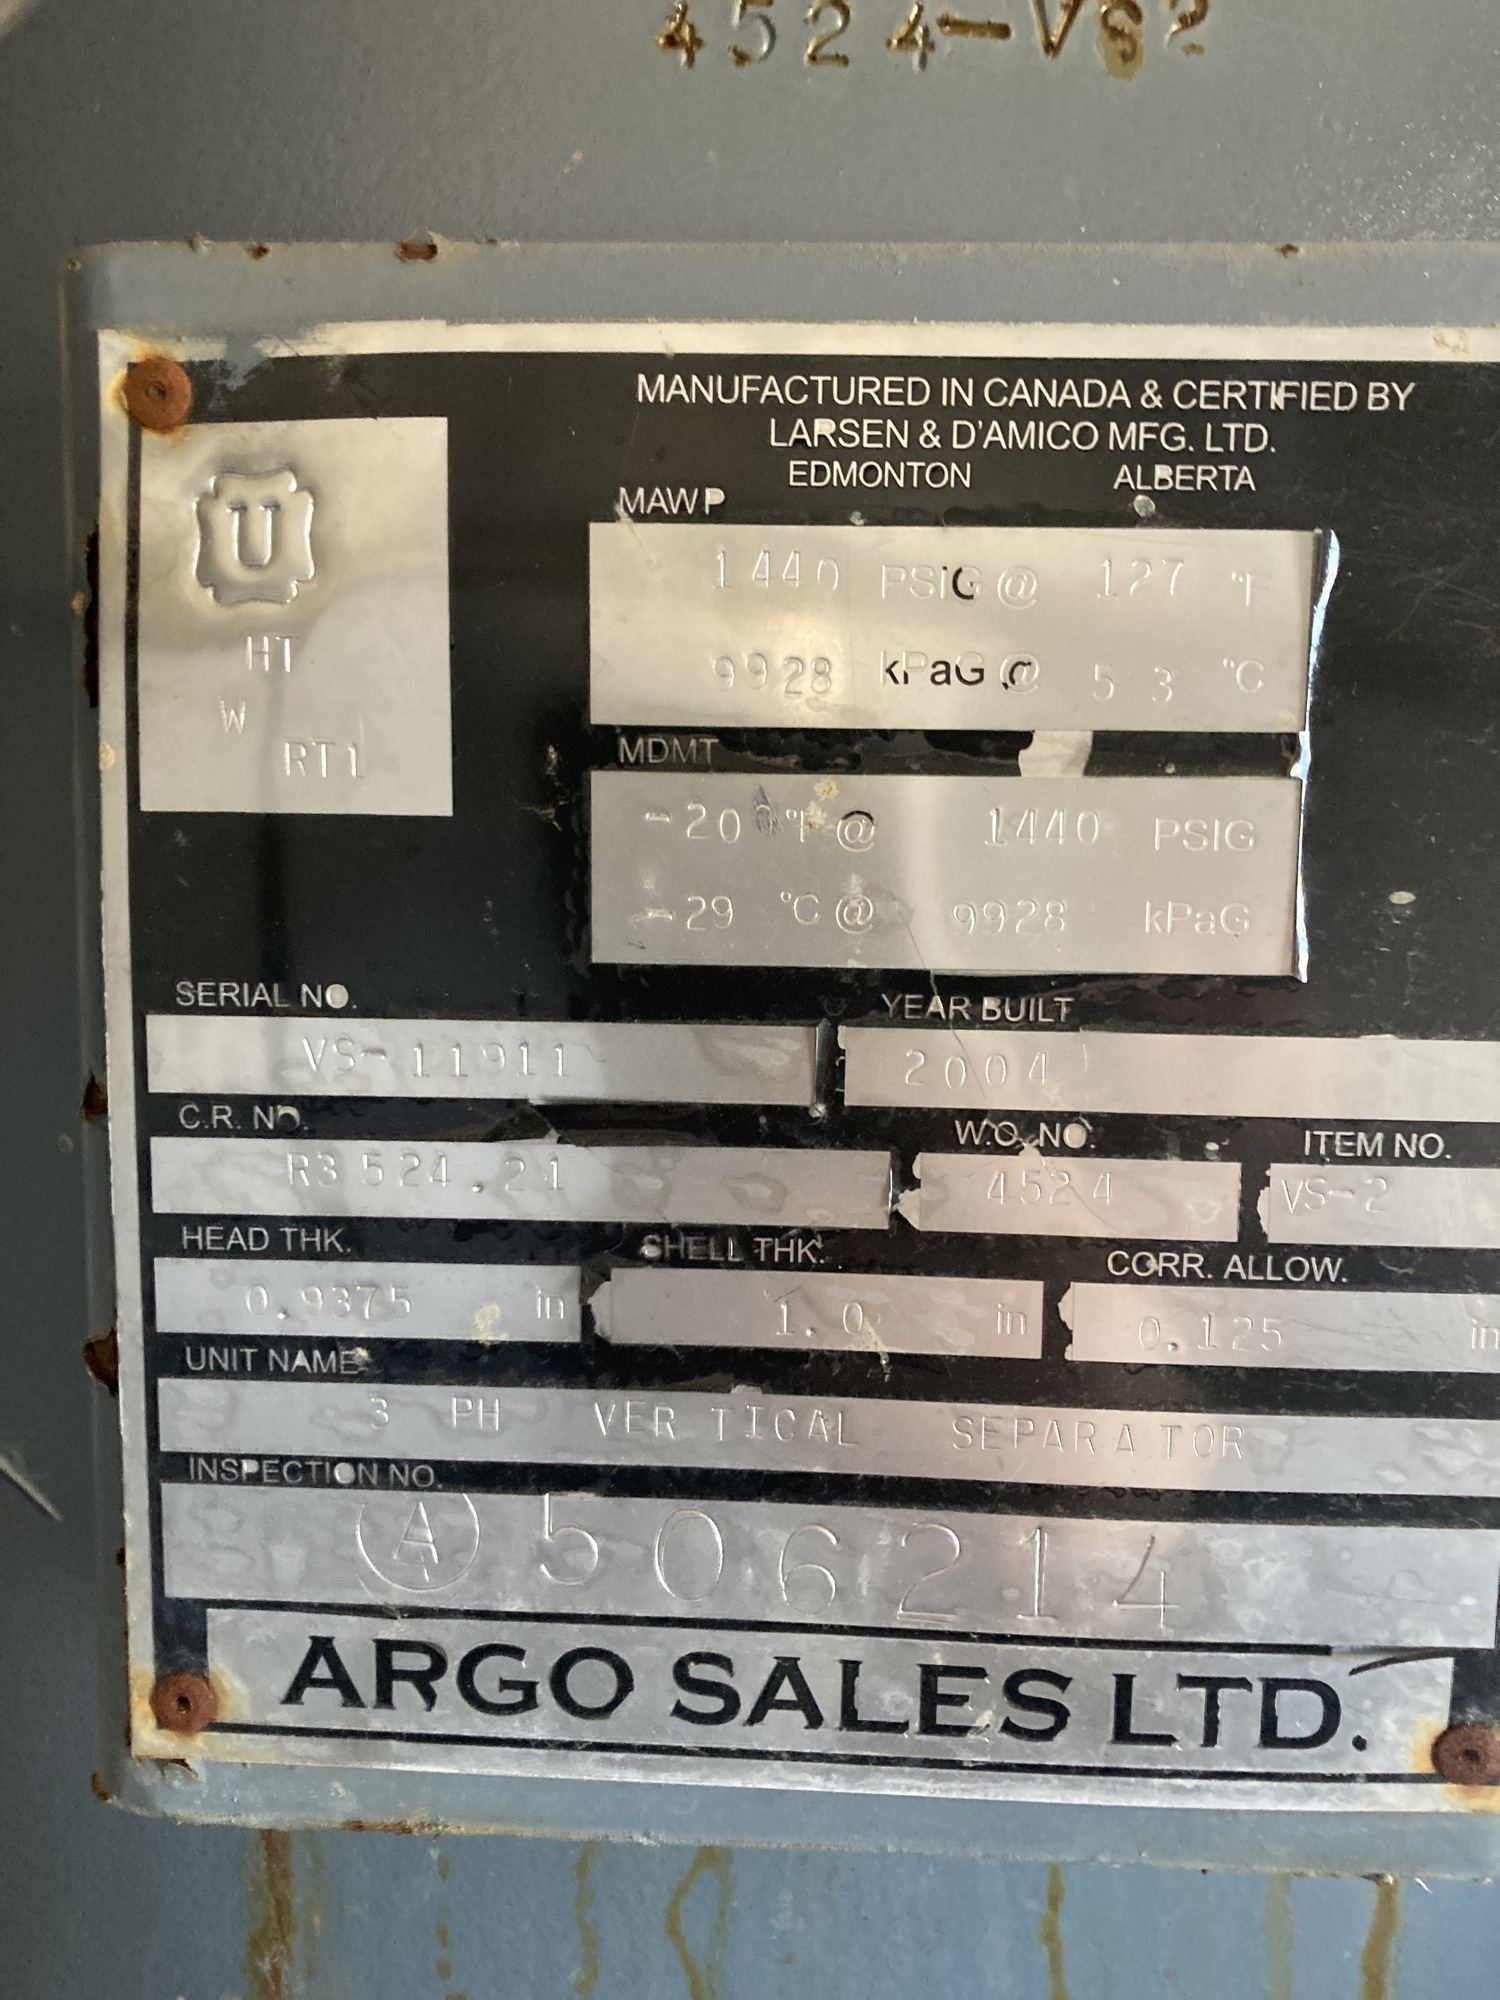 4524-VS2
MANUFACTURED IN CANADA & CERTIFIED BY
LARSEN & D'AMICO MFG. LTD.
EDMONTON ALBERTA
U
HT
W
RT1
MAWP
1440 PSIG @ 127 °F
9928 kPaG @ 53 °C
MDMT
-20 °F @ 1440 PSIG
-29 °C @ 9928 kPaG
SERIAL NO. YEAR BUILT
VS-11911 2004
C.R. NO. W.O. NO. ITEM NO.
R3524.21 4524 VS-2
HEAD THK. SHELL THK. CORR. ALLOW.
0.9375 in 1.0 in 0.125 in
UNIT NAME
3 PH VERTICAL SEPARATOR
INSPECTION NO.
A 506214
ARGO SALES LTD.